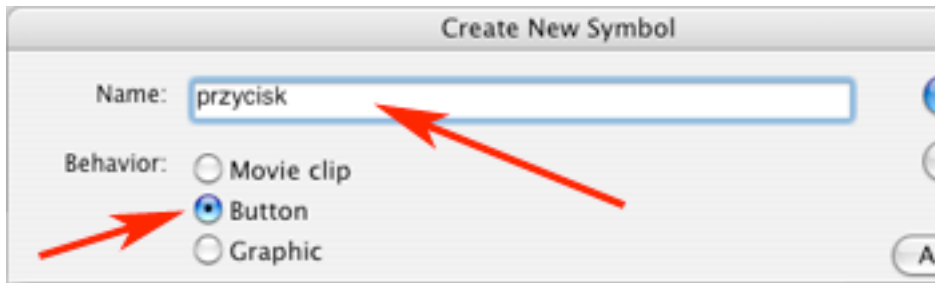 Create New Symbol
Name: przycisk
Behavior: Movie clip
Button
Graphic